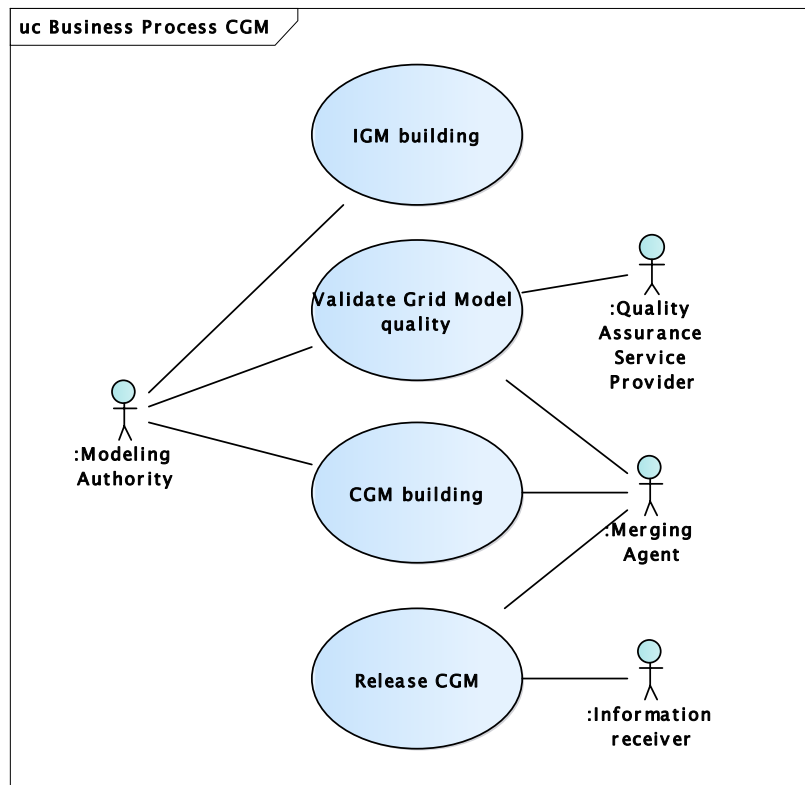 uc Business Process CGM
IGM building
Validate Grid Model
quality
:Quality
Assurance
Service
Provider
:Modeling
Authority
CGM building
:Merging
Agent
Release CGM
:Information
receiver